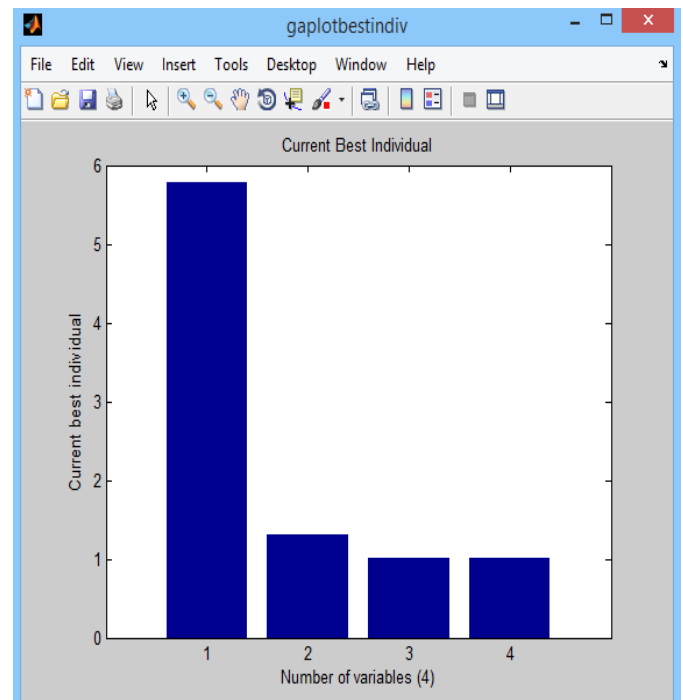 gaplotbestindiv
File Edit View Insert Tools Desktop Window Help
Current Best Individual
6
5
4
3
2
1
0
Current best individual
1 2 3 4
Number of variables (4)